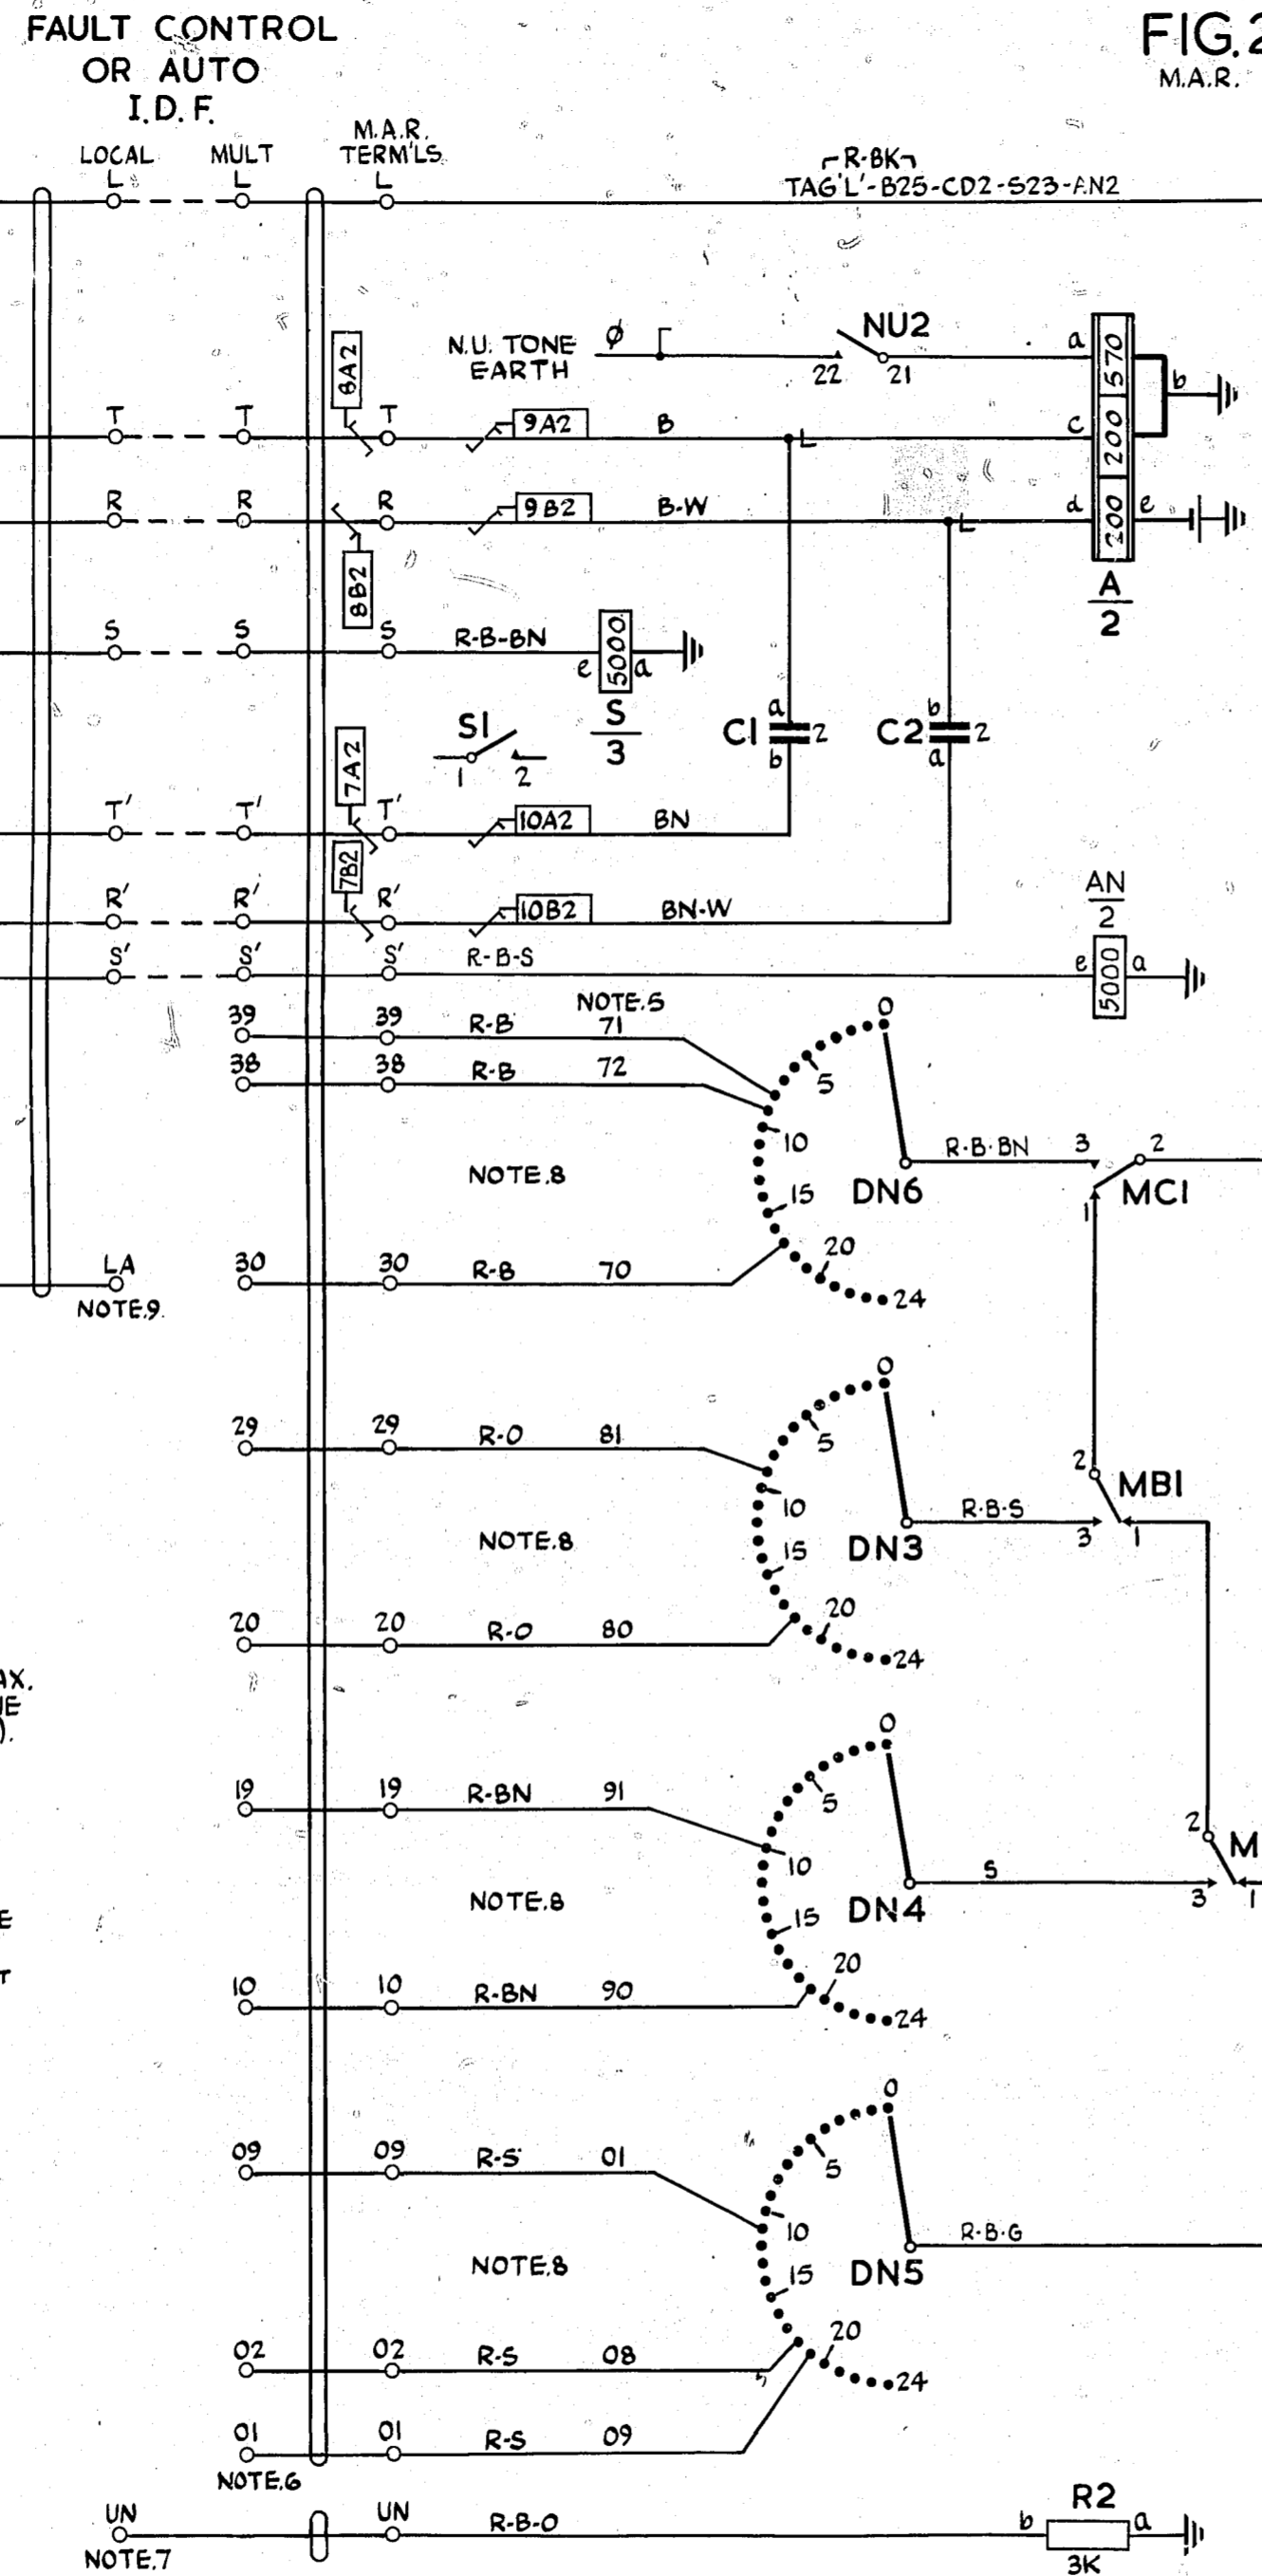 FAULT CONTROL
OR AUTO
I.D.F.
FIG.2
M.A.R.
LOCAL
MULT
M.A.R.
TERM'LS
L L L
R-BK
TAG'L'-B25-CD2-S23-AN2
8A2
N.U. TONE
EARTH
ϕ
NU2
22 21
a 570 b
T T T
9A2
B
L
c 200
R R R
9B2
B-W
L
d 200 e
8B2
A
2
S S S
R-B-BN
e 5000 a
S
3
S1
1 2
C1 a 2 b
C2 b 2 a
7A2
T' T' T'
10A2
BN
7B2
R' R' R'
10B2
BN-W
AN
2
S' S' S'
R-B-S
e 5000 a
NOTE.5
39 39 R-B 71
38 38 R-B 72
0
5
10
15
20
24
NOTE.8
DN6
R-B-BN
3 2
1
MC1
LA
NOTE.9.
30 30 R-B 70
29 29 R-O 81
0
5
10
15
20
24
NOTE.8
DN3
R-B-S
2
MB1
3 1
20 20 R-O 80
AX.
UE
).
19 19 R-BN 91
0
5
10
15
20
24
NOTE.8
DN4
S
2
M
3 1
E
T
10 10 R-BN 90
09 09 R-S 01
0
5
10
15
20
24
NOTE.8
DN5
R-B-G
02 02 R-S 08
01 01 R-S 09
NOTE.6
UN UN R-B-O
NOTE.7
R2
b a
3K